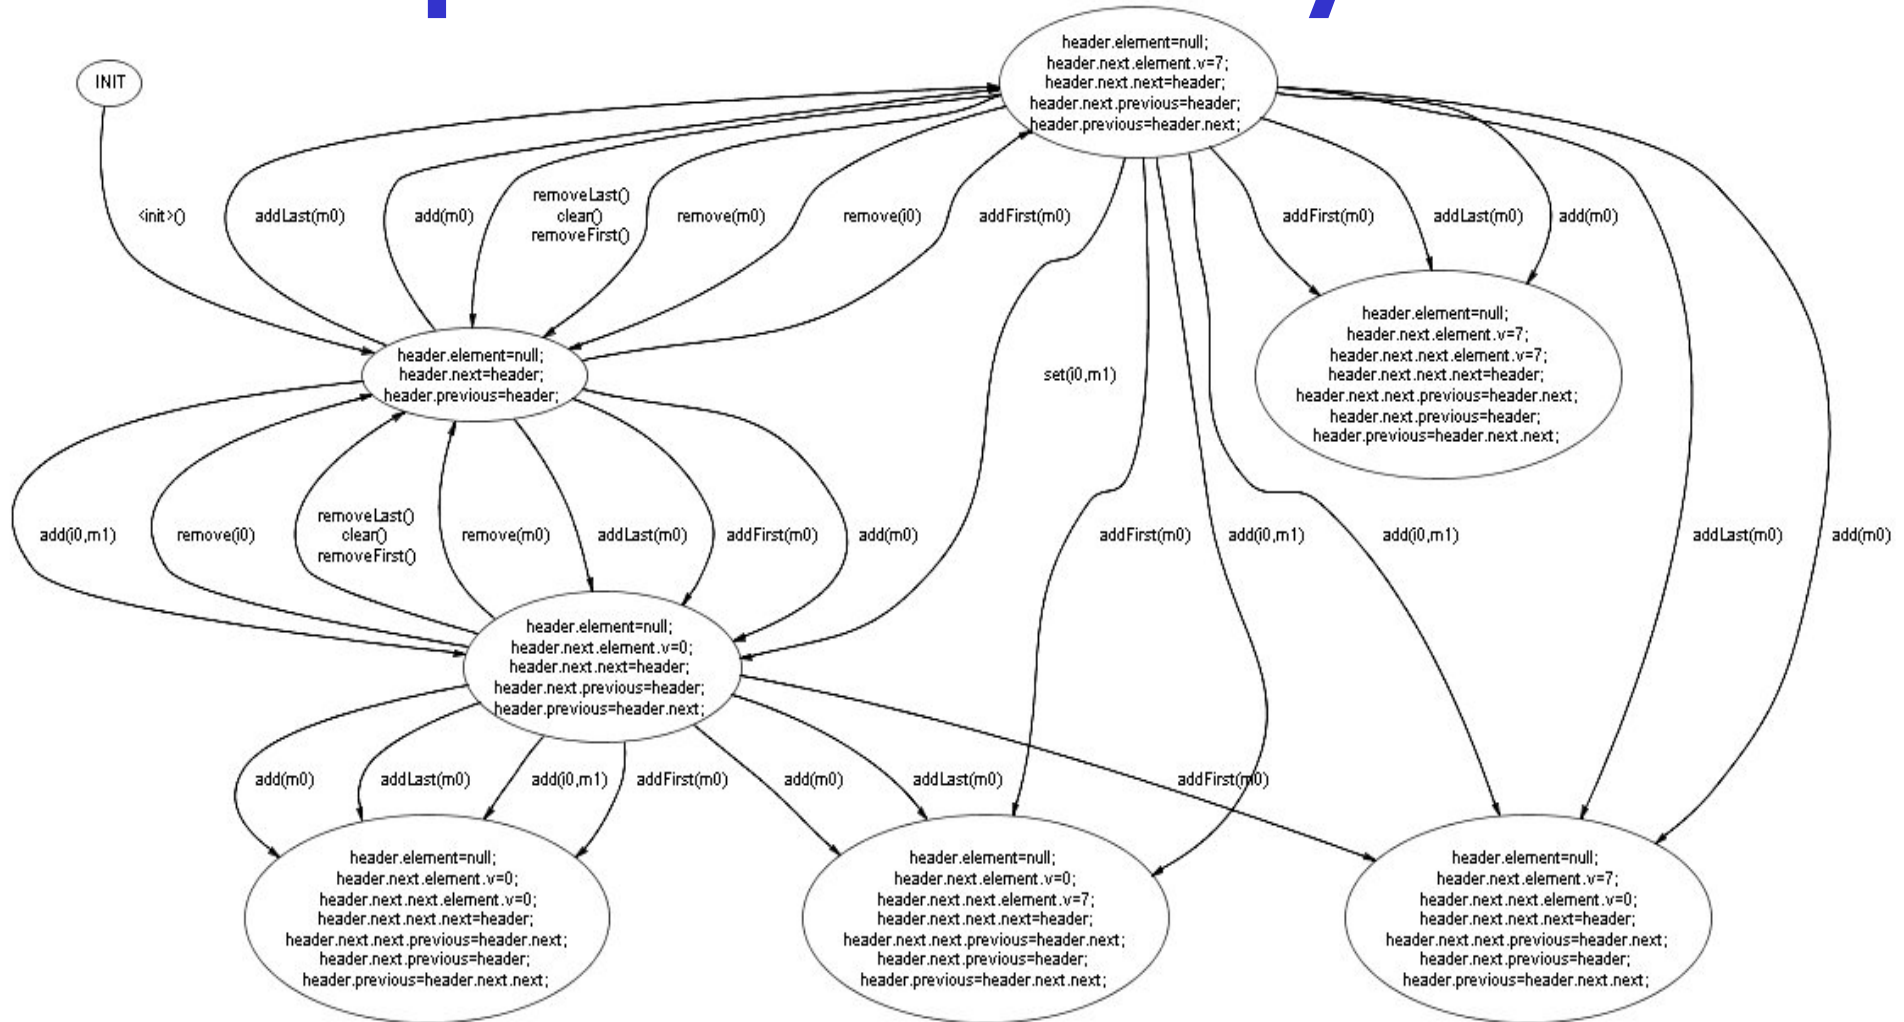 INIT
header.element=null;
header.next.element.v=7;
header.next.next=header;
header.next.previous=header;
header.previous=header.next;
<init>()
addLast(m0)
add(m0)
removeLast()
clear()
removeFirst()
remove(m0)
remove(i0)
addFirst(m0)
addFirst(m0)
addLast(m0)
add(m0)
header.element=null;
header.next=header;
header.previous=header;
header.element=null;
header.next.element.v=7;
header.next.next.element.v=7;
header.next.next.next=header;
header.next.next.previous=header.next;
header.next.previous=header;
header.previous=header.next.next;
set(i0,m1)
add(i0,m1)
remove(i0)
removeLast()
clear()
removeFirst()
remove(m0)
addLast(m0)
addFirst(m0)
add(m0)
addFirst(m0)
add(i0,m1)
add(i0,m1)
addLast(m0)
add(m0)
header.element=null;
header.next.element.v=0;
header.next.next=header;
header.next.previous=header;
header.previous=header.next;
add(m0)
addLast(m0)
add(i0,m1)
addFirst(m0)
add(m0)
addLast(m0)
addFirst(m0)
header.element=null;
header.next.element.v=0;
header.next.next.element.v=0;
header.next.next.next=header;
header.next.next.previous=header.next;
header.next.previous=header;
header.previous=header.next.next;
header.element=null;
header.next.element.v=0;
header.next.next.element.v=7;
header.next.next.next=header;
header.next.next.previous=header.next;
header.next.previous=header;
header.previous=header.next.next;
header.element=null;
header.next.element.v=7;
header.next.next.element.v=0;
header.next.next.next=header;
header.next.next.previous=header.next;
header.next.previous=header;
header.previous=header.next.next;